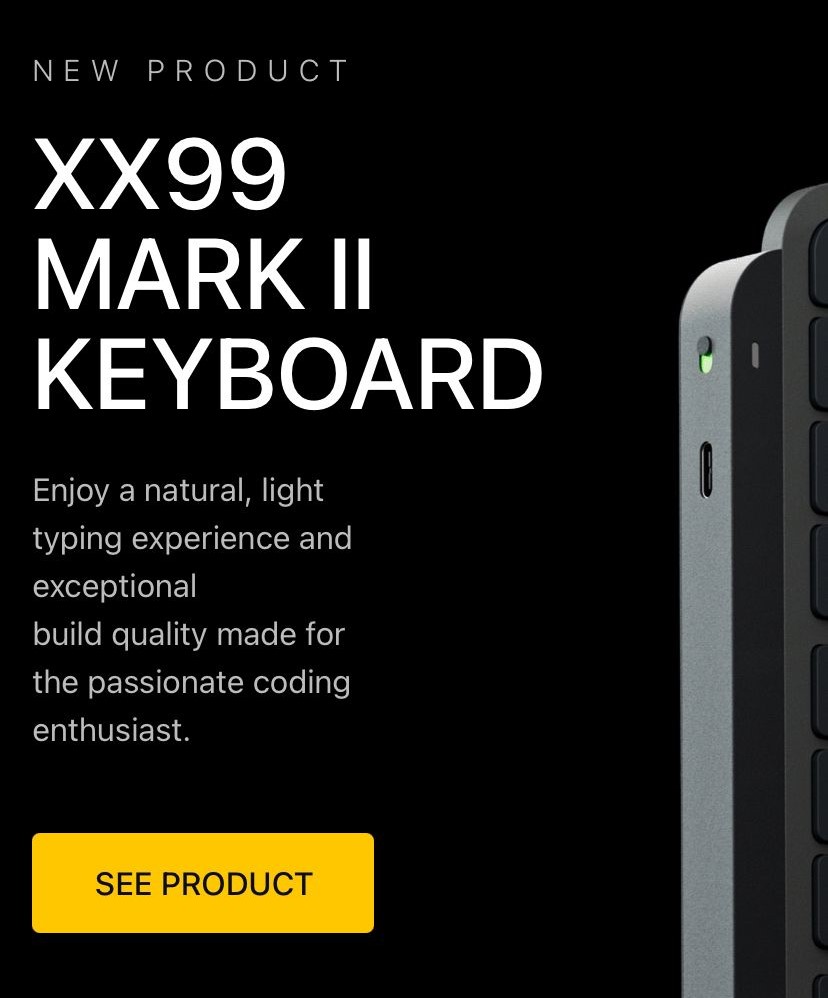 NEW PRODUCT
XX99
MARK II
KEYBOARD
Enjoy a natural, light
typing experience and
exceptional
build quality made for
the passionate coding
enthusiast.
SEE PRODUCT